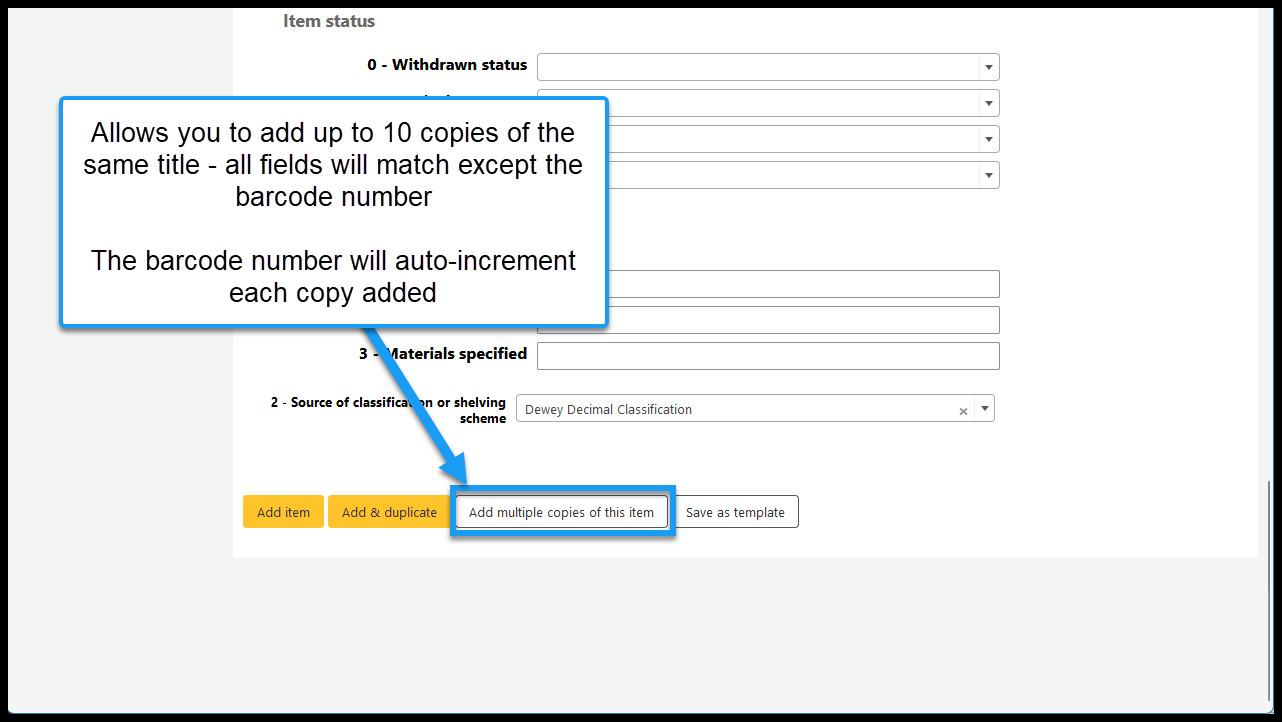 Item status
0 - Withdrawn status
Allows you to add up to 10 copies of the
same title - all fields will match except the
barcode number
The barcode number will auto-increment
each copy added
3 - Materials specified
2 - Source of classification or shelving
scheme
Dewey Decimal Classification
Add item
Add & duplicate
Add multiple copies of this item
Save as template